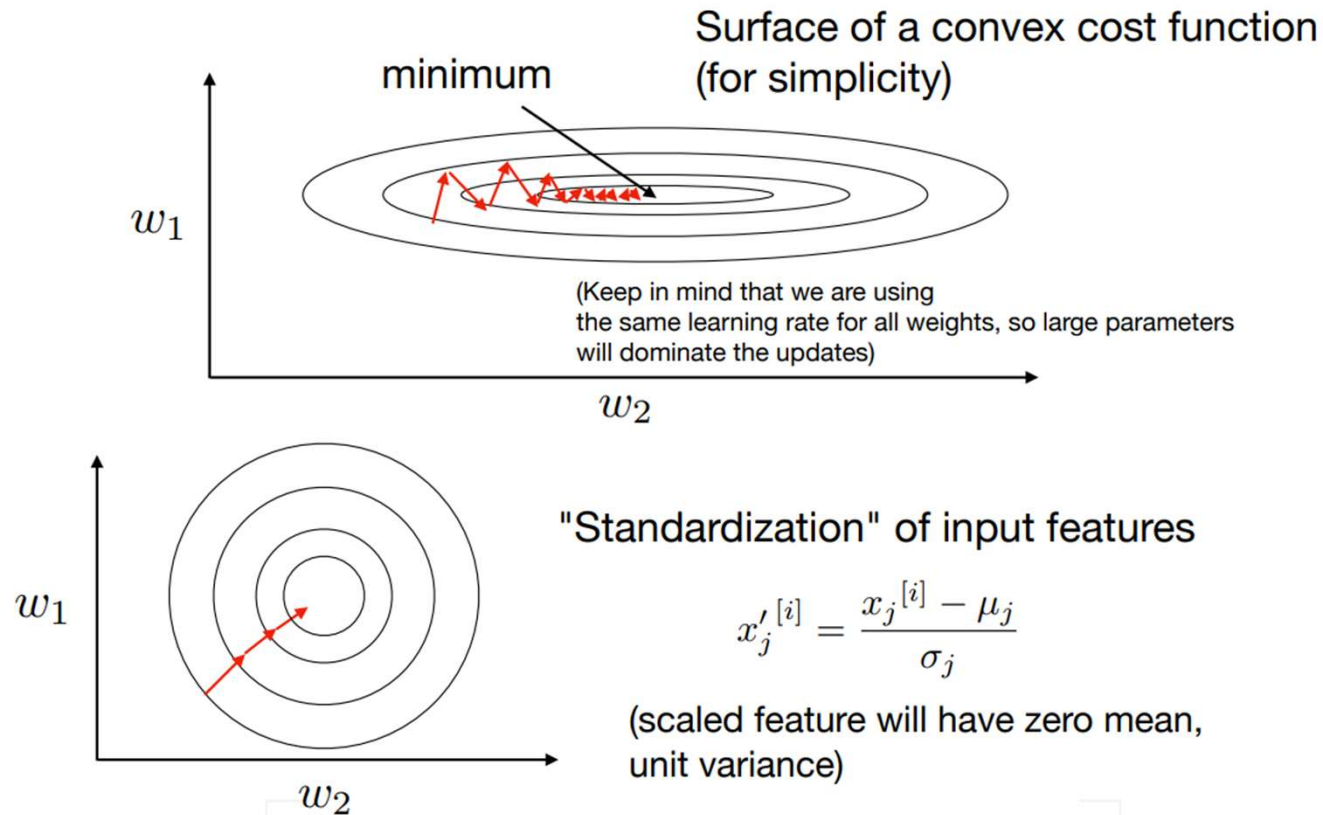 Surface of a convex cost function
(for simplicity)
minimum
w₁
(Keep in mind that we are using
the same learning rate for all weights, so large parameters
will dominate the updates)
w₂
"Standardization" of input features
w₁
x′ⱼ^[i] = (xⱼ^[i] − μⱼ) / σⱼ
(scaled feature will have zero mean,
unit variance)
w₂